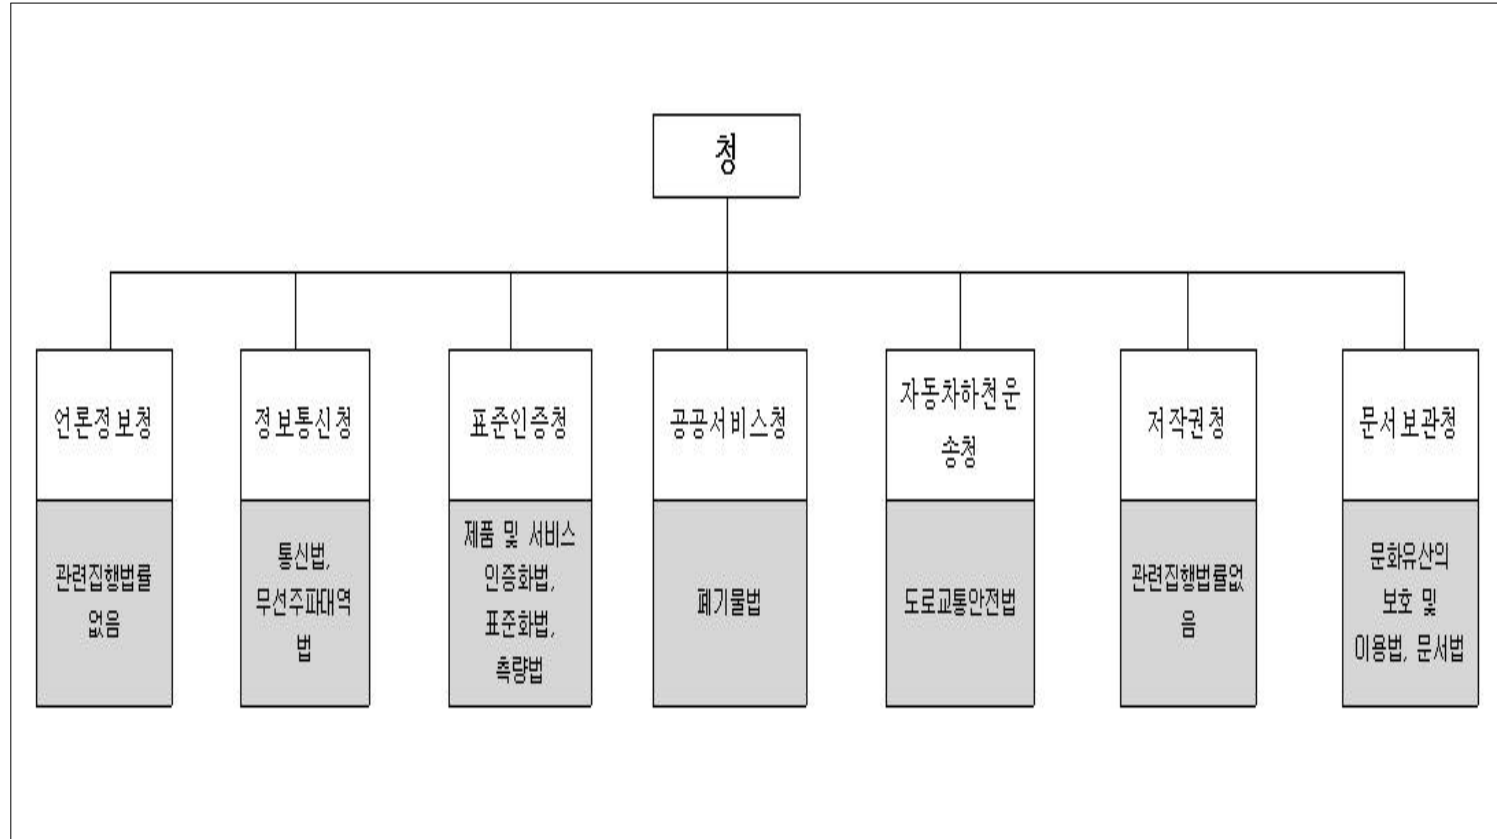 청
언론정보청
정보통신청
표준인증청
공공서비스청
자동차하천운
송청
저작권청
문서보관청
관련집행법률
없음
통신법,
무선주파대역
법
제품 및 서비스
인증화법,
표준화법,
측량법
폐기물법
도로교통안전법
관련집행법률없
음
문화유산의
보호 및
이용법, 문서법